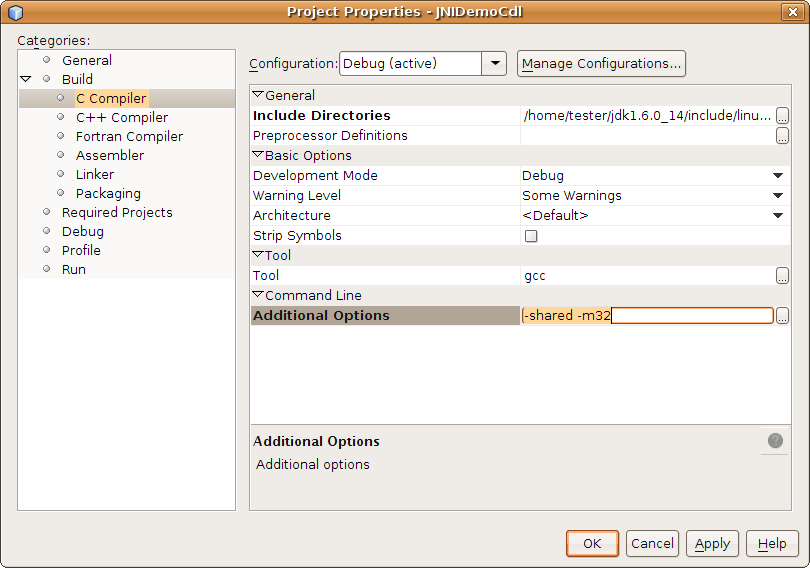 Project Properties - JNIDemoCdl
Categories:
General
Build
C Compiler
C++ Compiler
Fortran Compiler
Assembler
Linker
Packaging
Required Projects
Debug
Profile
Run
Configuration: Debug (active) Manage Configurations...
General
Include Directories /home/tester/jdk1.6.0_14/include/linu... ...
Preprocessor Definitions ...
Basic Options
Development Mode Debug
Warning Level Some Warnings
Architecture <Default>
Strip Symbols
Tool
Tool gcc ...
Command Line
Additional Options -shared -m32 ...
Additional Options ?
Additional options
OK Cancel Apply Help